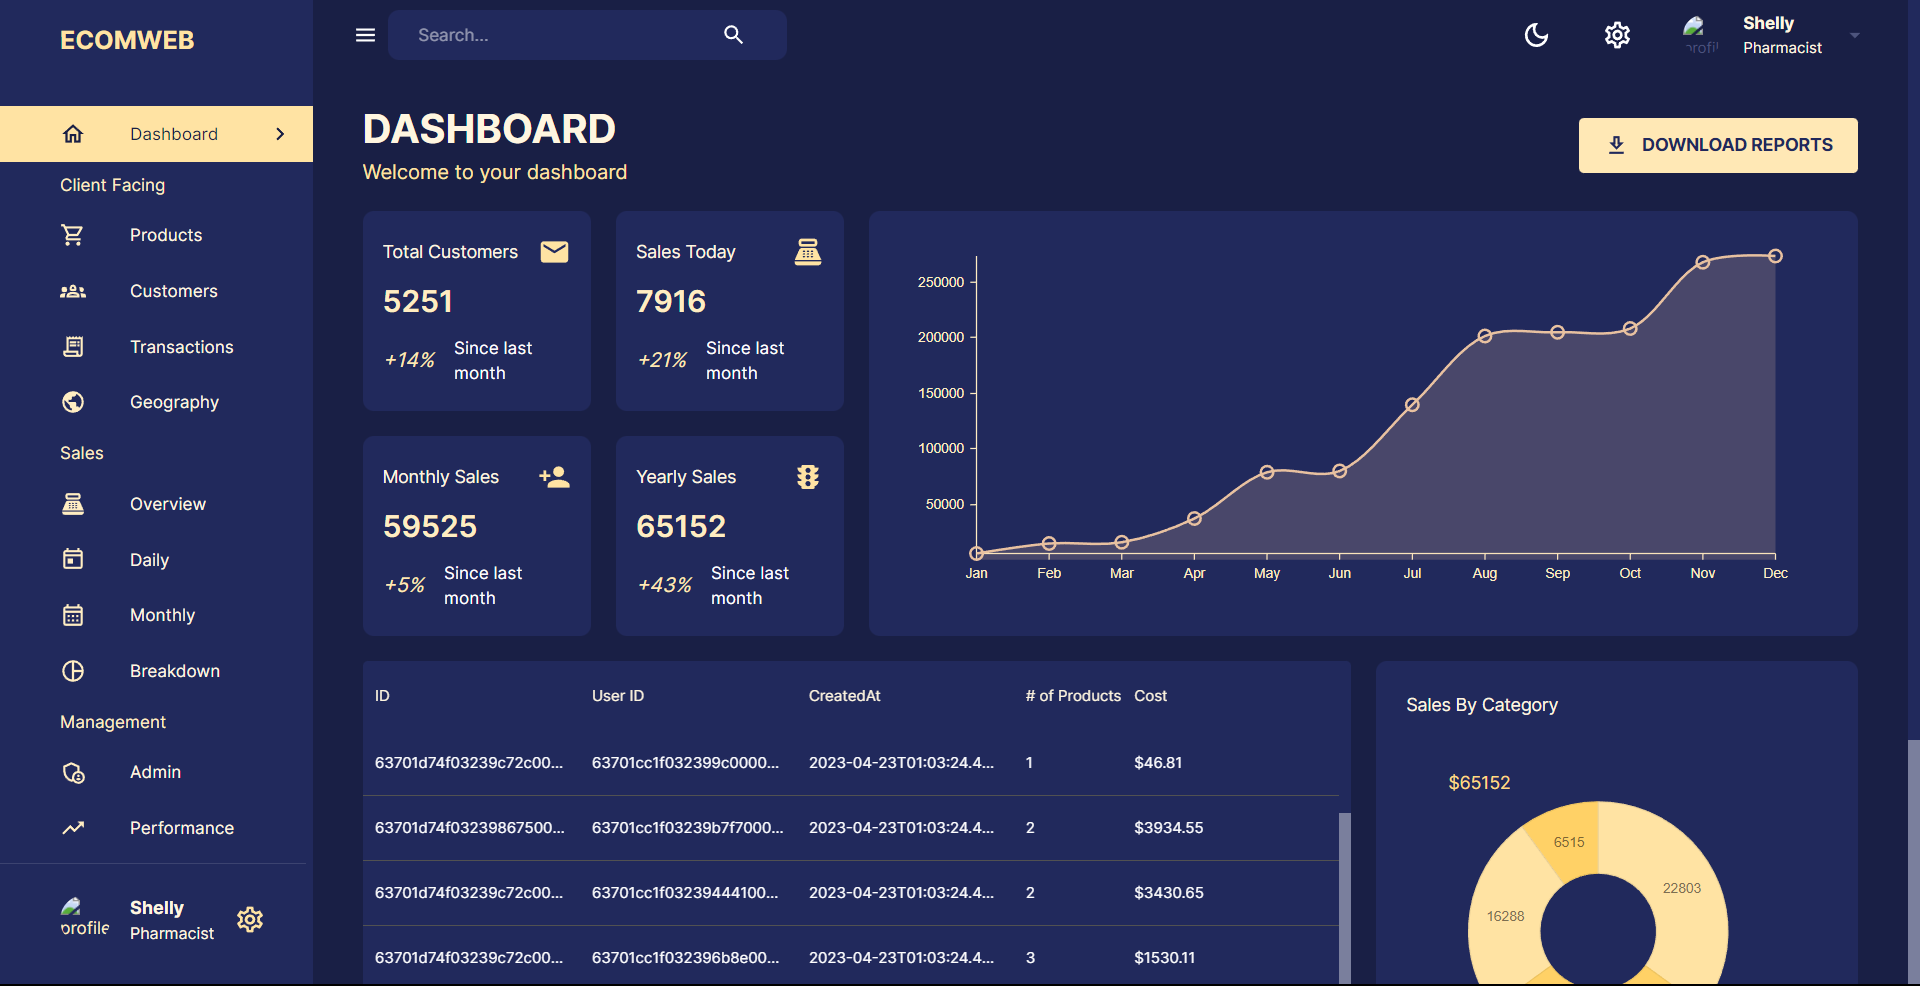 ECOMWEB
Search...
Shelly
Pharmacist
Dashboard
Client Facing
Products
Customers
Transactions
Geography
Sales
Overview
Daily
Monthly
Breakdown
Management
Admin
Performance
profile
Shelly
Pharmacist
profil
DASHBOARD
Welcome to your dashboard
DOWNLOAD REPORTS
Total Customers
5251
+14% Since last
month
Sales Today
7916
+21% Since last
month
Monthly Sales
59525
+5% Since last
month
Yearly Sales
65152
+43% Since last
month
250000
200000
150000
100000
50000
Jan Feb Mar Apr May Jun Jul Aug Sep Oct Nov Dec
ID User ID CreatedAt # of Products Cost
63701d74f03239c72c00... 63701cc1f032399c0000... 2023-04-23T01:03:24.4... 1 $46.81
63701d74f03239867500... 63701cc1f03239b7f7000... 2023-04-23T01:03:24.4... 2 $3934.55
63701d74f03239c72c00... 63701cc1f03239444100... 2023-04-23T01:03:24.4... 2 $3430.65
63701d74f03239c72c00... 63701cc1f032396b8e00... 2023-04-23T01:03:24.4... 3 $1530.11
Sales By Category
$65152
6515
22803
16288